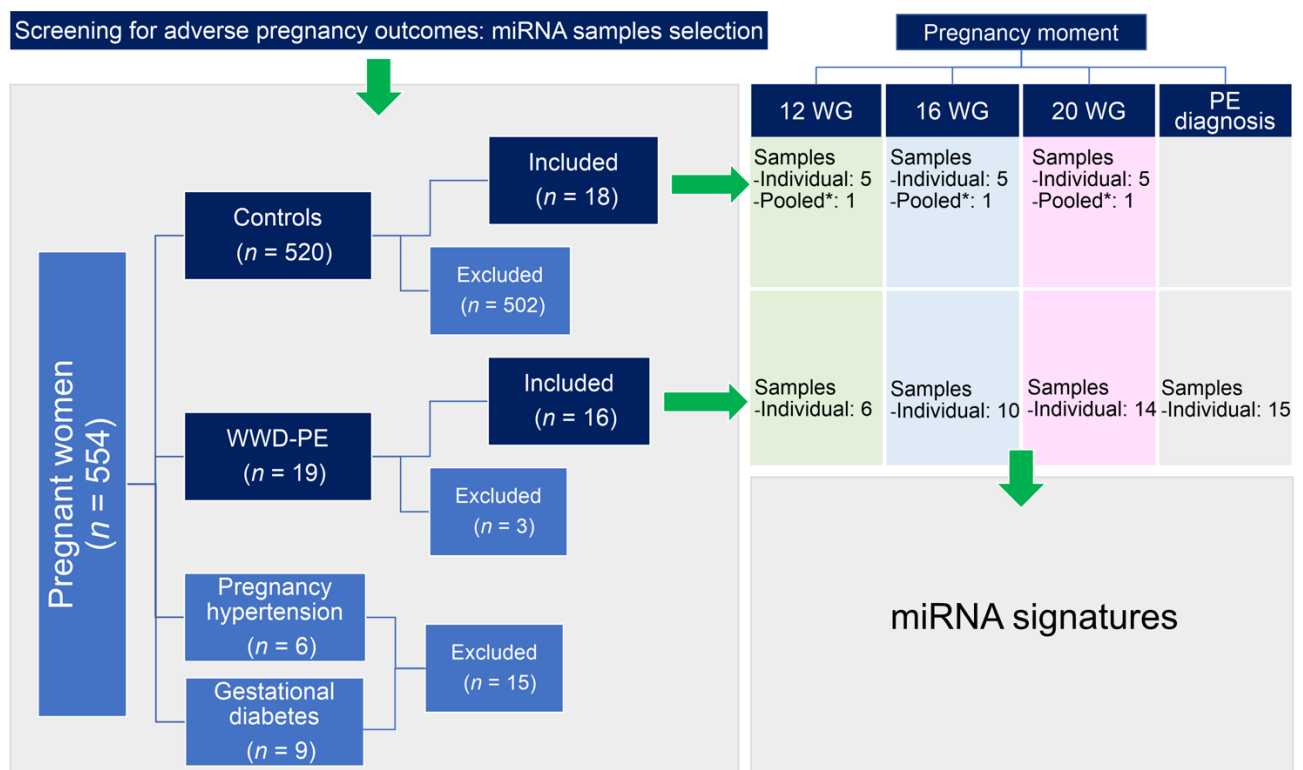 Screening for adverse pregnancy outcomes: miRNA samples selection
Pregnant women
(n = 554)
Controls
(n = 520)
Included
(n = 18)
Excluded
(n = 502)
WWD-PE
(n = 19)
Included
(n = 16)
Excluded
(n = 3)
Pregnancy
hypertension
(n = 6)
Gestational
diabetes
(n = 9)
Excluded
(n = 15)
Pregnancy moment
12 WG
16 WG
20 WG
PE
diagnosis
Samples
-Individual: 5
-Pooled*: 1
Samples
-Individual: 5
-Pooled*: 1
Samples
-Individual: 5
-Pooled*: 1
Samples
-Individual: 6
Samples
-Individual: 10
Samples
-Individual: 14
Samples
-Individual: 15
miRNA signatures